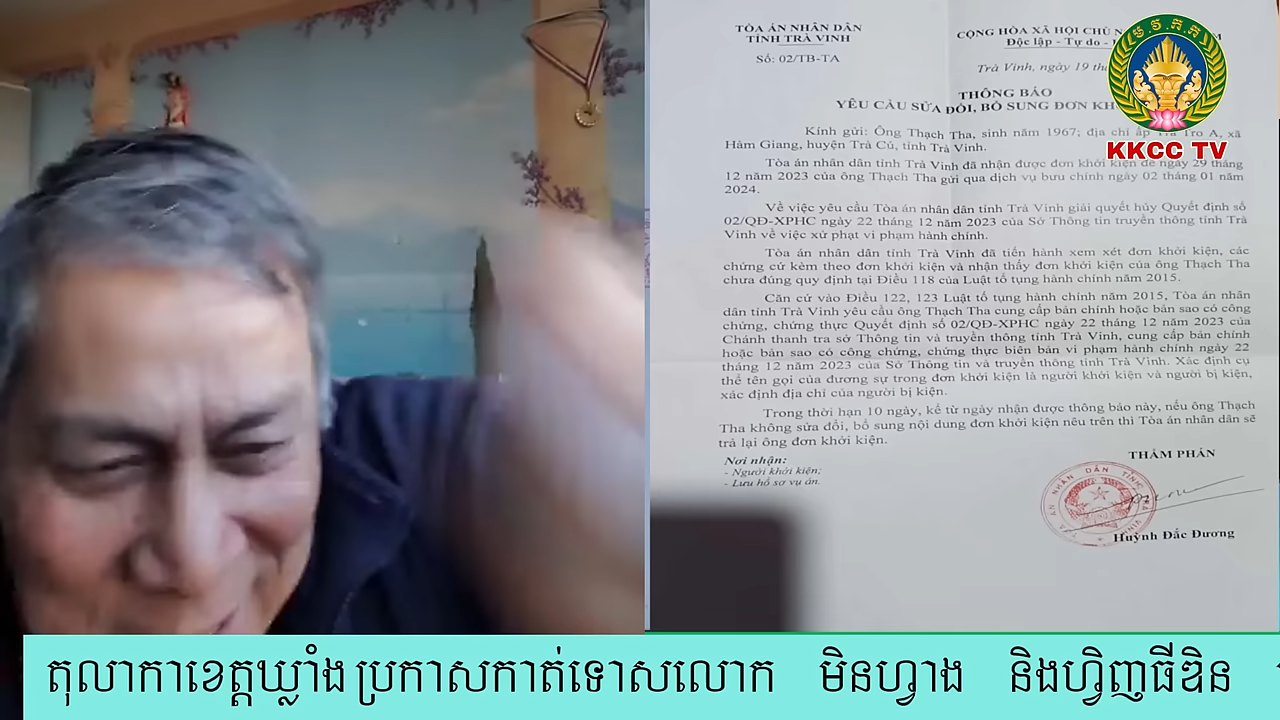 TÒA ÁN NHÂN DÂN
TỈNH TRÀ VINH
Số: 02/TB-TA
CỘNG HÒA XÃ HỘI CHỦ
Độc lập - Tự do -
Trà Vinh, ngày 19
THÔNG BÁO
YÊU CẦU SỬA ĐỔI, BỔ SUNG ĐƠN
Kính gửi: Ông Thạch Tha, sinh năm 1967; địa chỉ ấp Trà Tro A, xã
Hàm Giang, huyện Trà Cú, tỉnh Trà Vinh.
Tòa án nhân dân tỉnh Trà Vinh đã nhận được đơn khởi kiện đề ngày 29 tháng
12 năm 2023 của ông Thạch Tha gửi qua dịch vụ bưu chính ngày 02 tháng 01 năm
2024.
Về việc yêu cầu Tòa án nhân dân tỉnh Trà Vinh giải quyết hủy Quyết định số
02/QĐ-XPHC ngày 22 tháng 12 năm 2023 của Sở Thông tin truyền thông tỉnh Trà
Vinh về việc xử phạt vi phạm hành chính.
Tòa án nhân dân tỉnh Trà Vinh đã tiến hành xem xét đơn khởi kiện, các
chứng cứ kèm theo đơn khởi kiện và nhận thấy đơn khởi kiện của ông Thạch Tha
chưa đúng quy định tại Điều 118 của Luật tố tụng hành chính năm 2015.
Căn cứ vào Điều 122, 123 Luật tố tụng hành chính năm 2015, Tòa án nhân
dân tỉnh Trà Vinh yêu cầu ông Thạch Tha cung cấp bản chính hoặc bản sao có công
chứng, chứng thực Quyết định số 02/QĐ-XPHC ngày 22 tháng 12 năm 2023 của
Chánh thanh tra sở Thông tin và truyền thông tỉnh Trà Vinh, cung cấp bản chính
hoặc bản sao có công chứng, chứng thực biên bản vi phạm hành chính ngày 22
tháng 12 năm 2023 của Sở Thông tin và truyền thông tỉnh Trà Vinh. Xác định cụ
thể tên gọi của đương sự trong đơn khởi kiện là người khởi kiện và người bị kiện,
xác định địa chỉ của người bị kiện.
Trong thời hạn 10 ngày, kể từ ngày nhận được thông báo này, nếu ông Thạch
Tha không sửa đổi, bổ sung nội dung đơn khởi kiện nêu trên thì Tòa án nhân dân sẽ
trả lại ông đơn khởi kiện.
Nơi nhận:
- Người khởi kiện;
- Lưu hồ sơ vụ án.
THẨM PHÁN
Huỳnh Đắc Dương
KKCC TV
តុលាកាខេត្តឃ្លាំង ប្រកាសកាត់ទោសលោក មិនហ្វាង និងហ្វិញធីឌិន